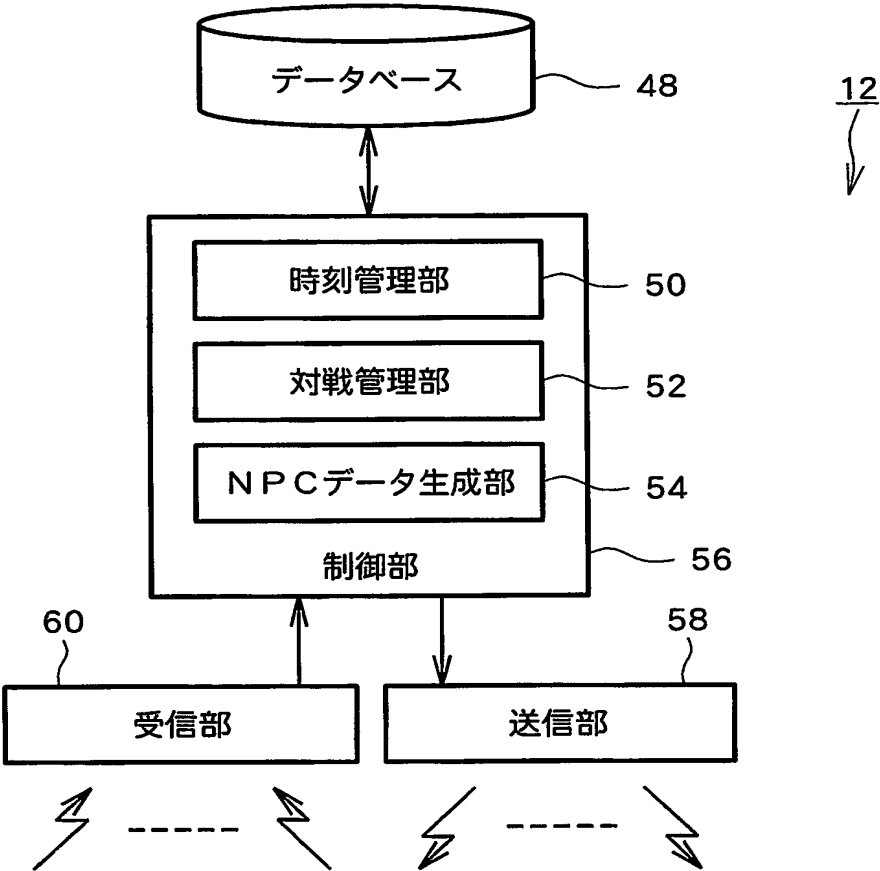 データベース
48
12
時刻管理部
50
対戦管理部
52
ＮＰＣデータ生成部
54
制御部
56
60
58
受信部
送信部